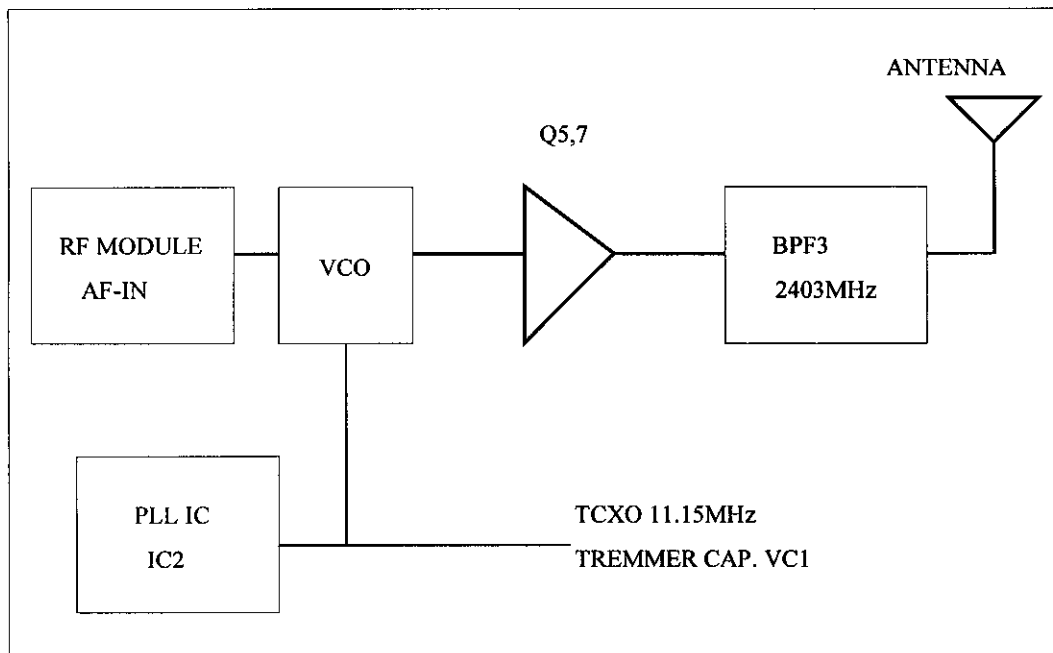 ANTENNA
Q5,7
RF MODULE
AF-IN
VCO
BPF3
2403MHz
PLL IC
IC2
TCXO 11.15MHz
TREMMER CAP. VC1